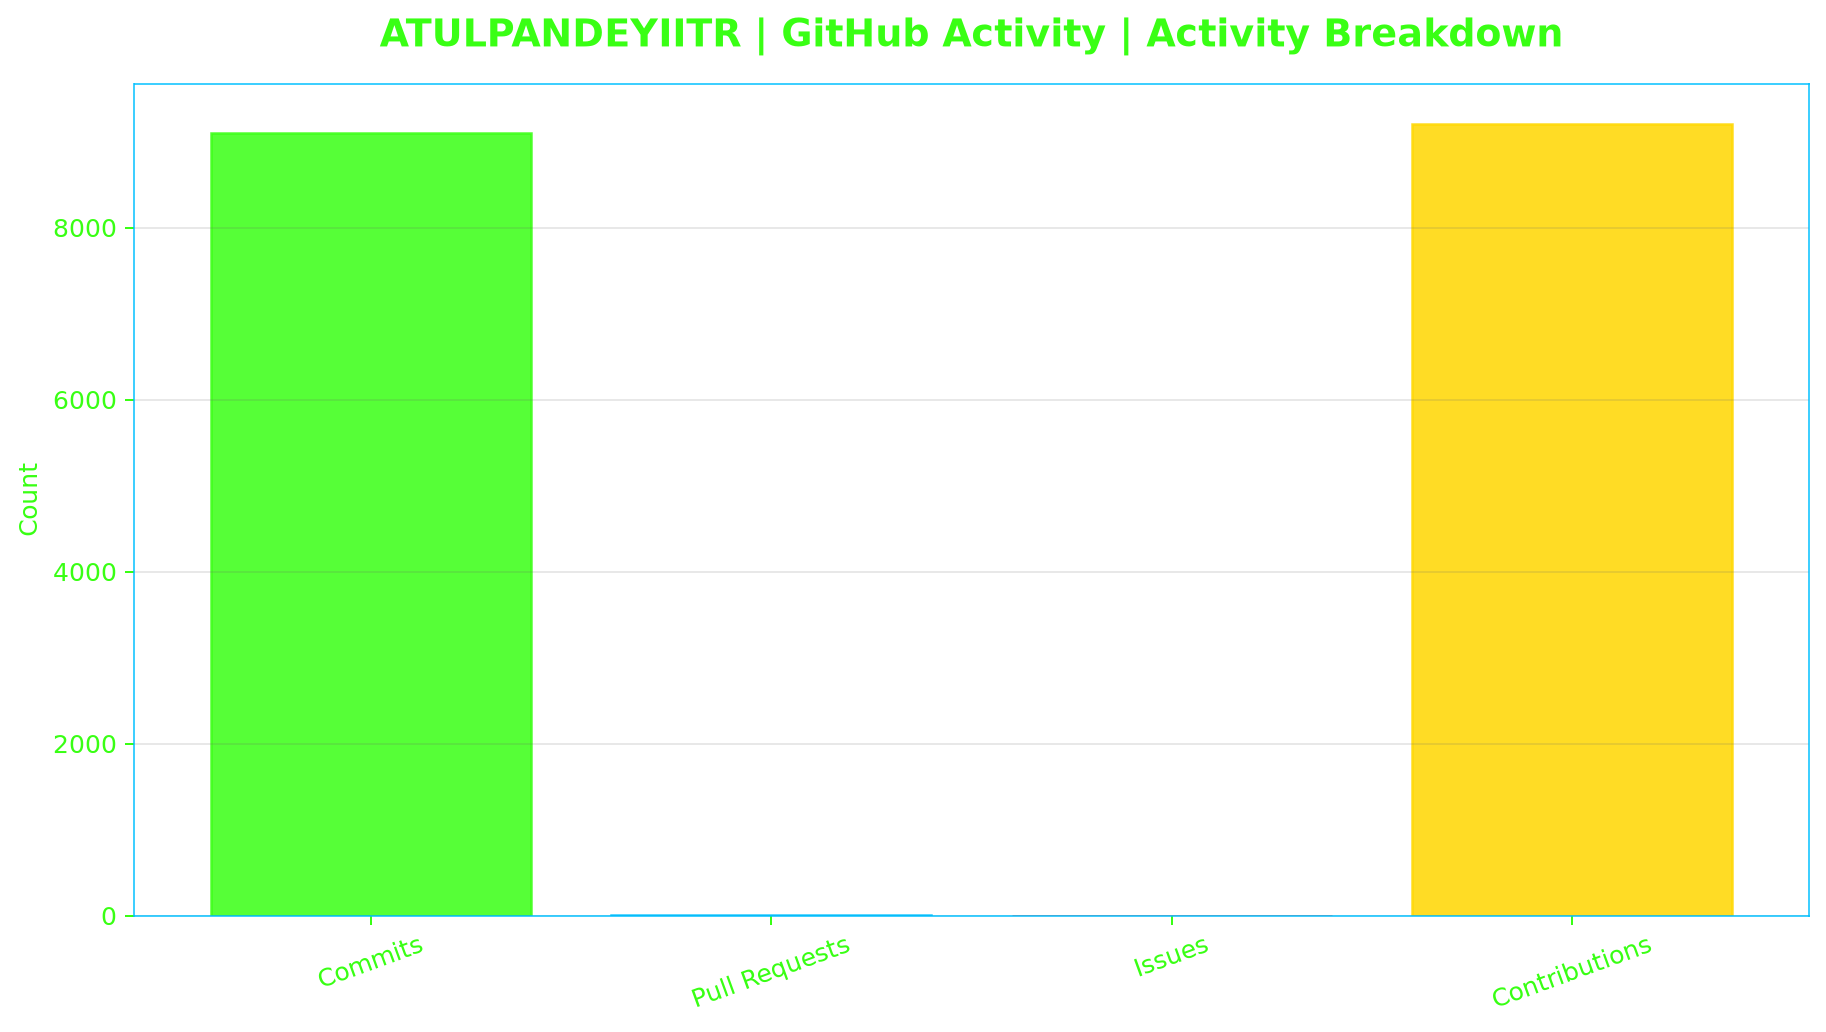 ATULPANDEYIITR | GitHub Activity | Activity Breakdown
8000
6000
4000
2000
0
Count
Commits
Pull Requests
Issues
Contributions